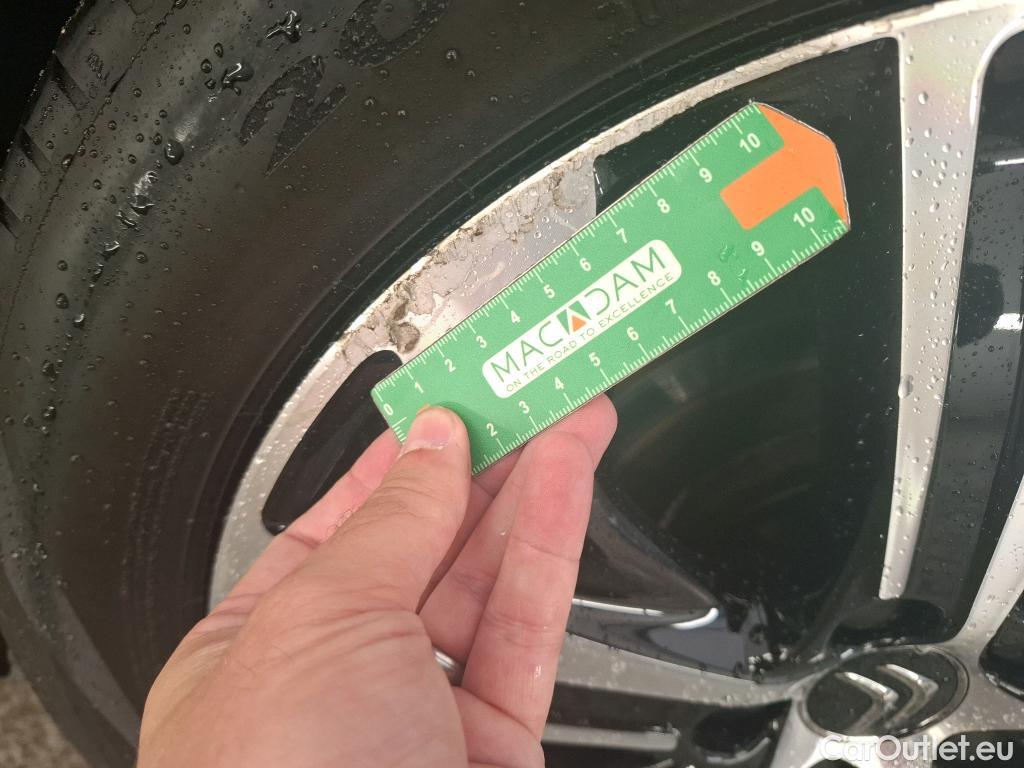 20
0 1 2 3 4 5 6 7 8 9 10
MACADAM
ON THE ROAD TO EXCELLENCE
2 3 4 5 6 7 8 9 10
CarOutlet.eu